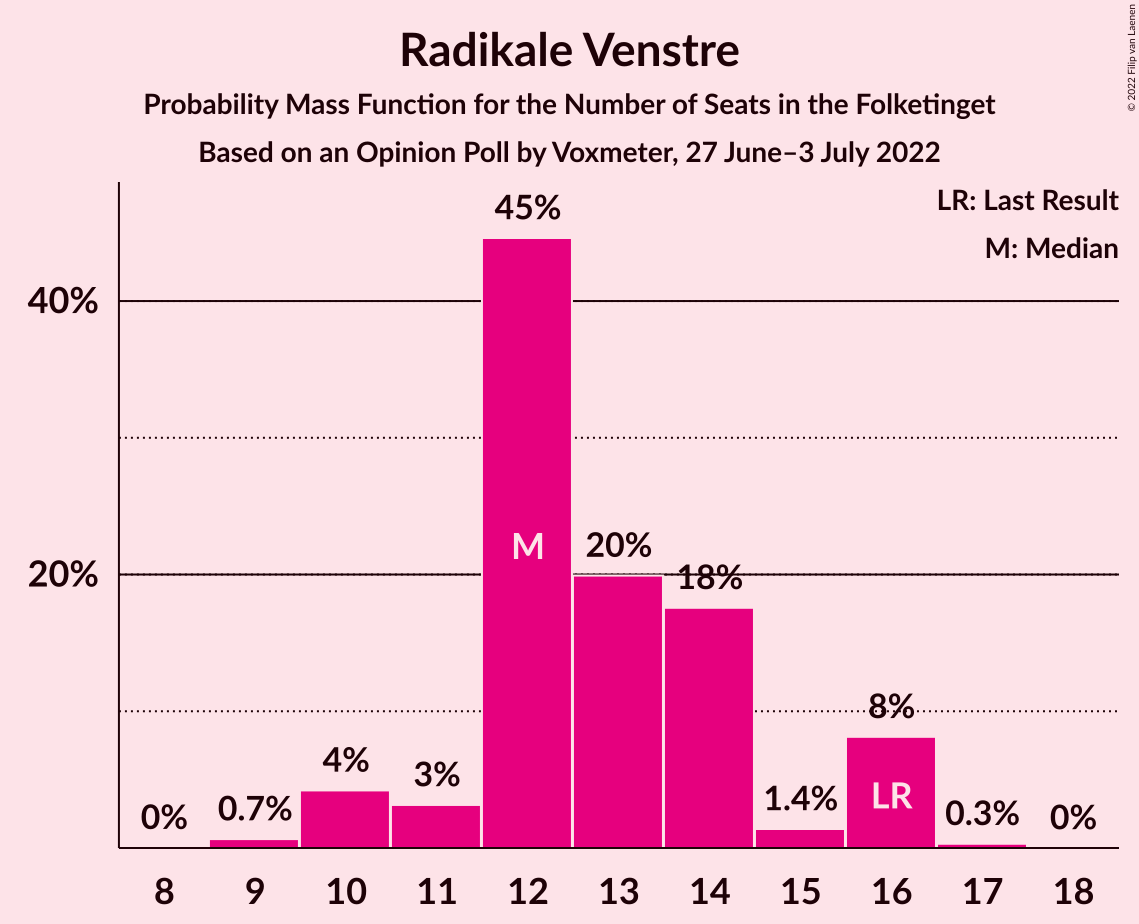 Radikale Venstre
Probability Mass Function for the Number of Seats in the Folketinget
Based on an Opinion Poll by Voxmeter, 27 June–3 July 2022
© 2022 Filip van Laenen
LR: Last Result
M: Median
45%
40%
M
20%
20%
18%
8%
4%
3%
LR
0%
0.7%
1.4%
0.3%
0%
8 9 10 11 12 13 14 15 16 17 18